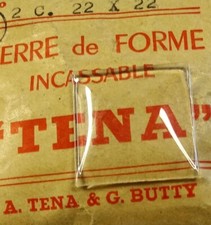 2 G. 22 X 22
ERRE de FORME
INCASSABLE
"TENA"
A. TENA & G. BUTTY